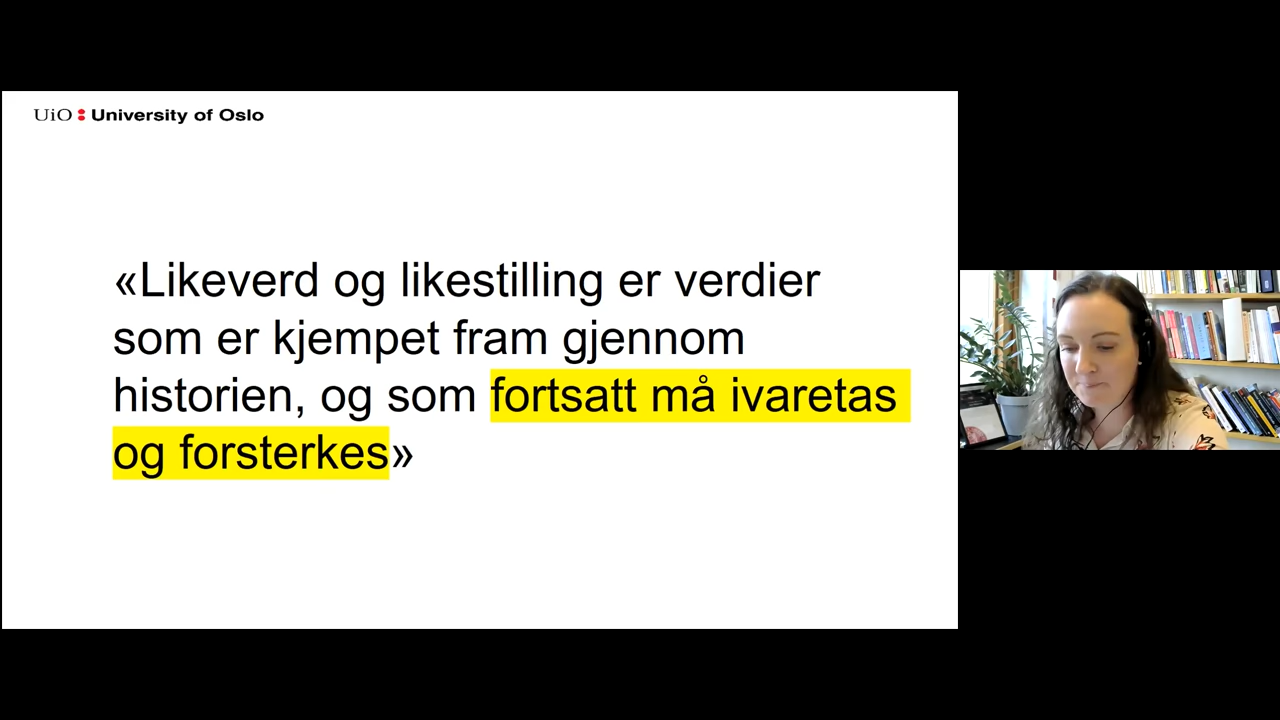 UiO : University of Oslo
«Likeverd og likestilling er verdier
som er kjempet fram gjennom
historien, og som fortsatt må ivaretas
og forsterkes»